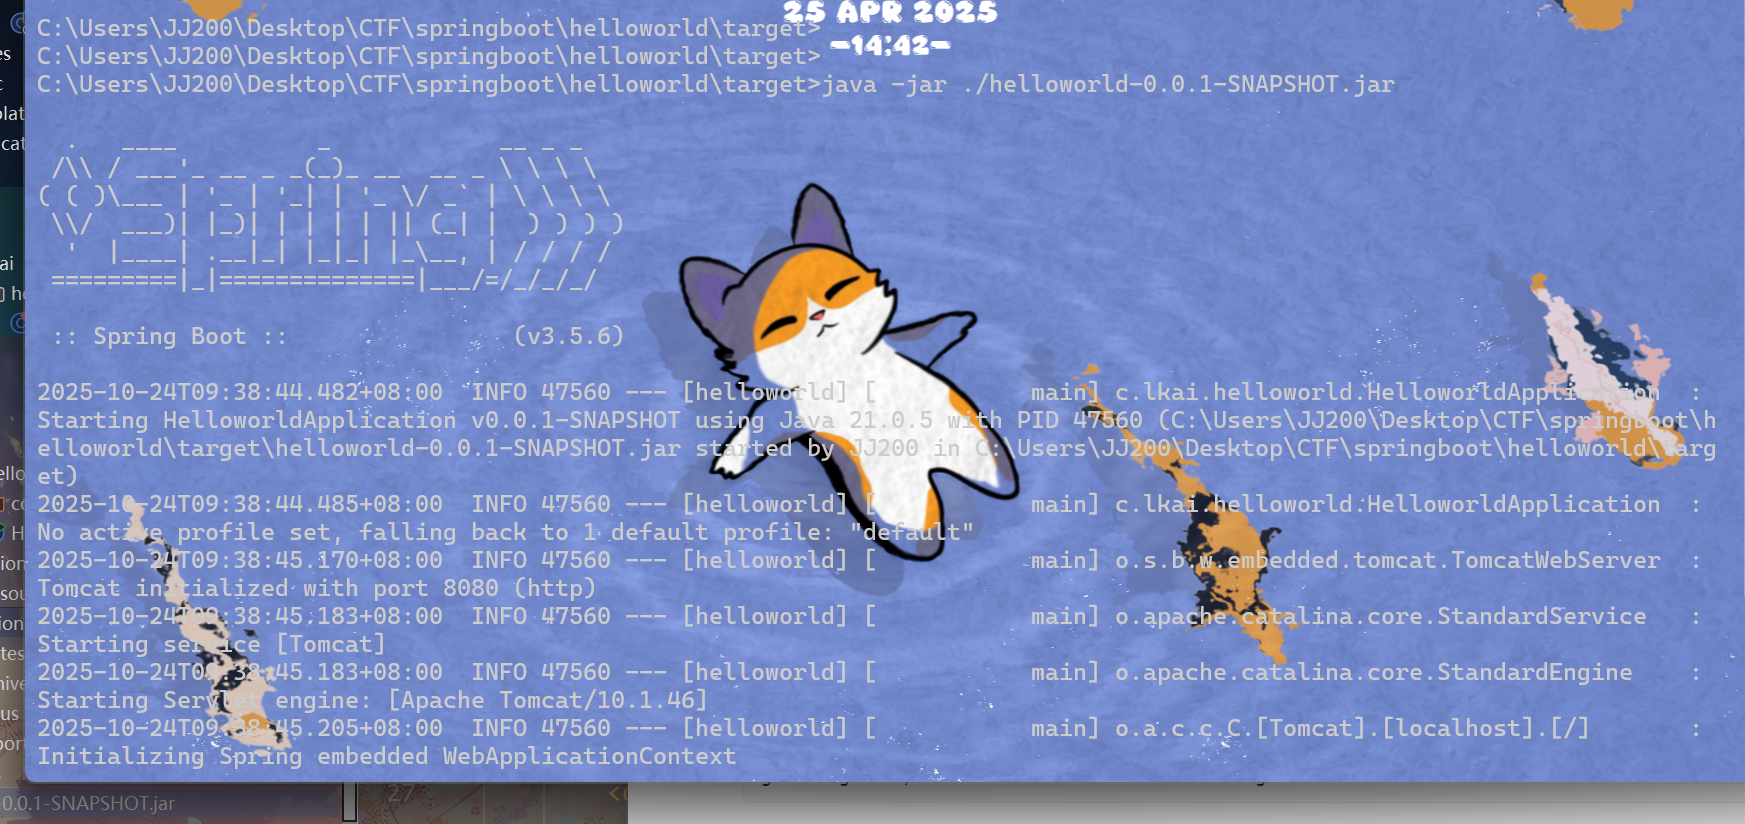 25 APR 2025
-14:42-
C:\Users\JJ200\Desktop\CTF\springboot\helloworld\target>
C:\Users\JJ200\Desktop\CTF\springboot\helloworld\target>
C:\Users\JJ200\Desktop\CTF\springboot\helloworld\target>java -jar ./helloworld-0.0.1-SNAPSHOT.jar
  .   ____          _            __ _ _
 /\\ / ___'_ __ _ _(_)_ __  __ _ \ \ \ \
( ( )\___ | '_ | '_| | '_ \/ _` | \ \ \ \
 \\/  ___)| |_)| | | | | || (_| |  ) ) ) )
  '  |____| .__|_| |_|_| |_\__, | / / / /
 =========|_|==============|___/=/_/_/_/
 :: Spring Boot ::                (v3.5.6)
2025-10-24T09:38:44.482+08:00  INFO 47560 --- [helloworld] [           main] c.lkai.helloworld.HelloworldApplication  :
Starting HelloworldApplication v0.0.1-SNAPSHOT using Java 21.0.5 with PID 47560 (C:\Users\JJ200\Desktop\CTF\springboot\h
elloworld\target\helloworld-0.0.1-SNAPSHOT.jar started by JJ200 in C:\Users\JJ200\Desktop\CTF\springboot\helloworld\targ
et)
2025-10-24T09:38:44.485+08:00  INFO 47560 --- [helloworld] [           main] c.lkai.helloworld.HelloworldApplication  :
No active profile set, falling back to 1 default profile: "default"
2025-10-24T09:38:45.170+08:00  INFO 47560 --- [helloworld] [           main] o.s.b.w.embedded.tomcat.TomcatWebServer  :
Tomcat initialized with port 8080 (http)
2025-10-24T09:38:45.183+08:00  INFO 47560 --- [helloworld] [           main] o.apache.catalina.core.StandardService   :
Starting service [Tomcat]
2025-10-24T09:38:45.183+08:00  INFO 47560 --- [helloworld] [           main] o.apache.catalina.core.StandardEngine    :
Starting Servlet engine: [Apache Tomcat/10.1.46]
2025-10-24T09:38:45.205+08:00  INFO 47560 --- [helloworld] [           main] o.a.c.c.C.[Tomcat].[localhost].[/]       :
Initializing Spring embedded WebApplicationContext
0.0.1-SNAPSHOT.jar
27